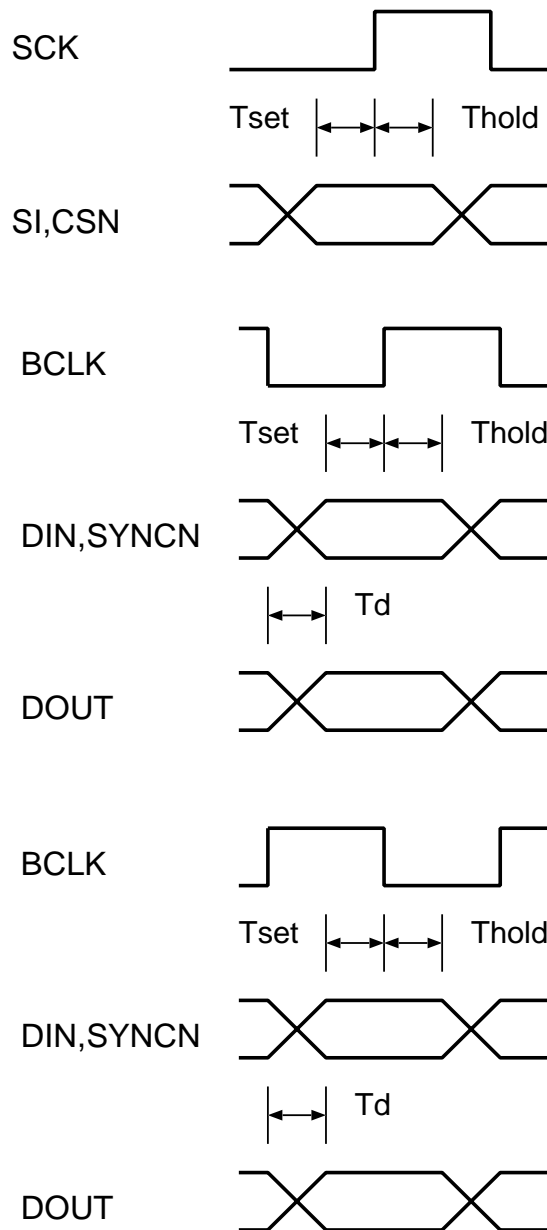 SCK
Tset Thold
SI,CSN
BCLK
Tset Thold
DIN,SYNCN
Td
DOUT
BCLK
Tset Thold
DIN,SYNCN
Td
DOUT